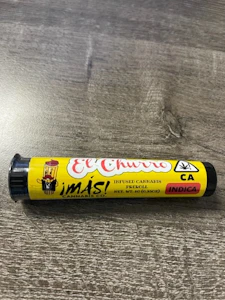 El Churro
¡MÁS!
INFUSED CANNABIS
PREROLL
CA
INDICA